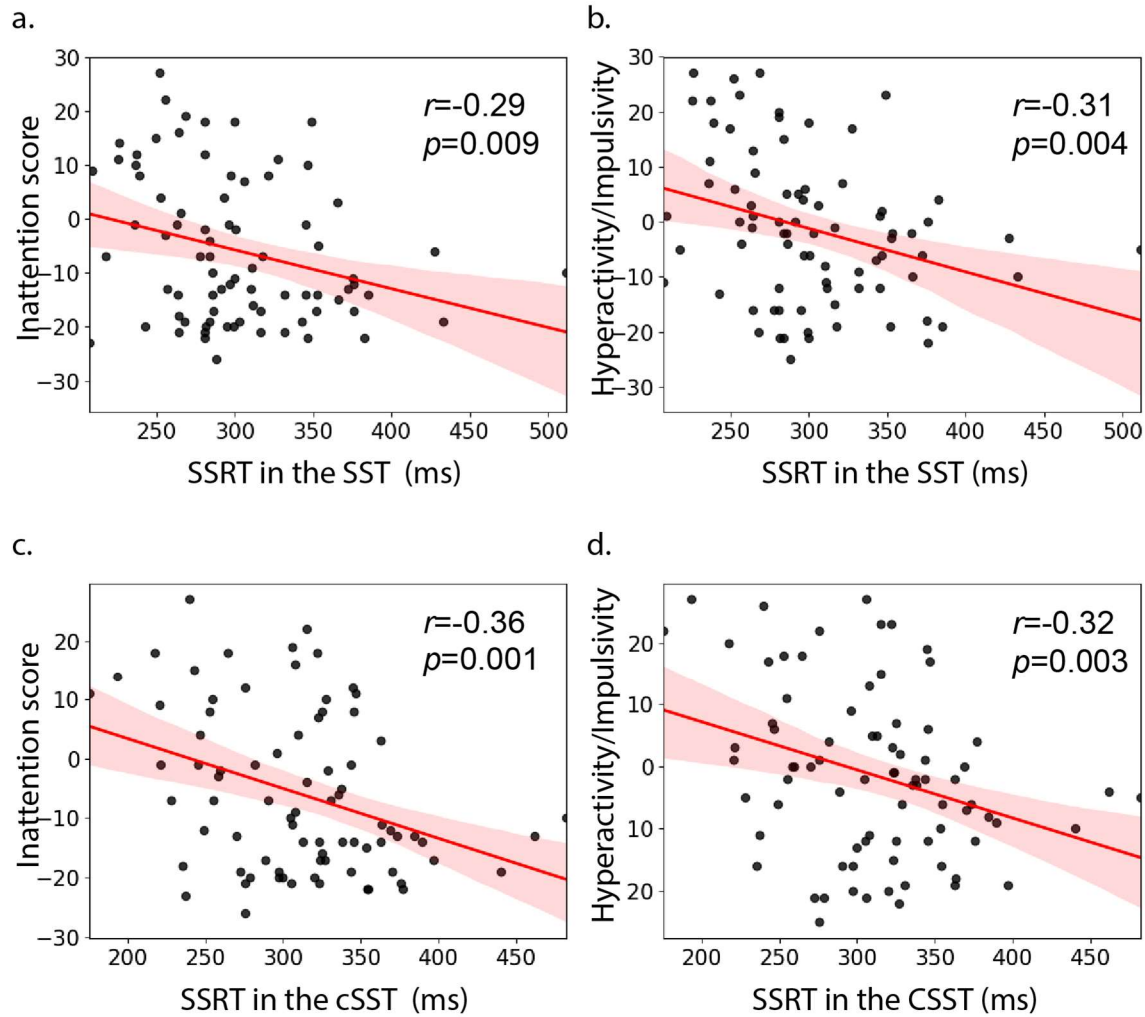 a.
Inattention score
30
20
10
0
−10
−20
−30
r=-0.29
p=0.009
250 300 350 400 450 500
SSRT in the SST (ms)
b.
Hyperactivity/Impulsivity
30
20
10
0
10
20
−30
r=-0.31
p=0.004
250 300 350 400 450 500
SSRT in the SST (ms)
c.
Inattention score
20
10
0
−10
−20
−30
r=-0.36
p=0.001
200 250 300 350 400 450
SSRT in the cSST (ms)
d.
Hyperactivity/Impulsivity
20
10
0
10
20
r=-0.32
p=0.003
200 250 300 350 400 450
SSRT in the CSST (ms)